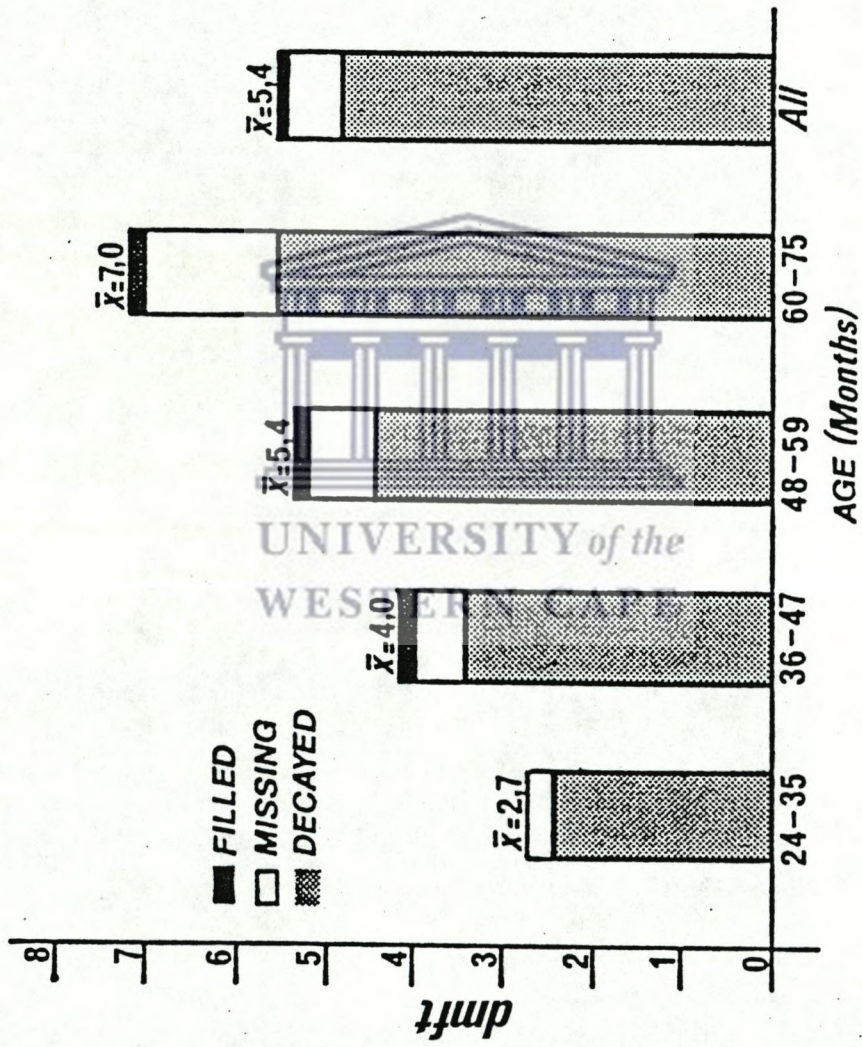 dmft
8
7
6
5
4
3
2
1
0
FILLED
MISSING
DECAYED
X̄=2,7
X̄=4,0
X̄=5,4
X̄=7,0
X̄=5,4
24–35
36–47
48–59
60–75
All
AGE (Months)
UNIVERSITY of the
WESTERN CAPE